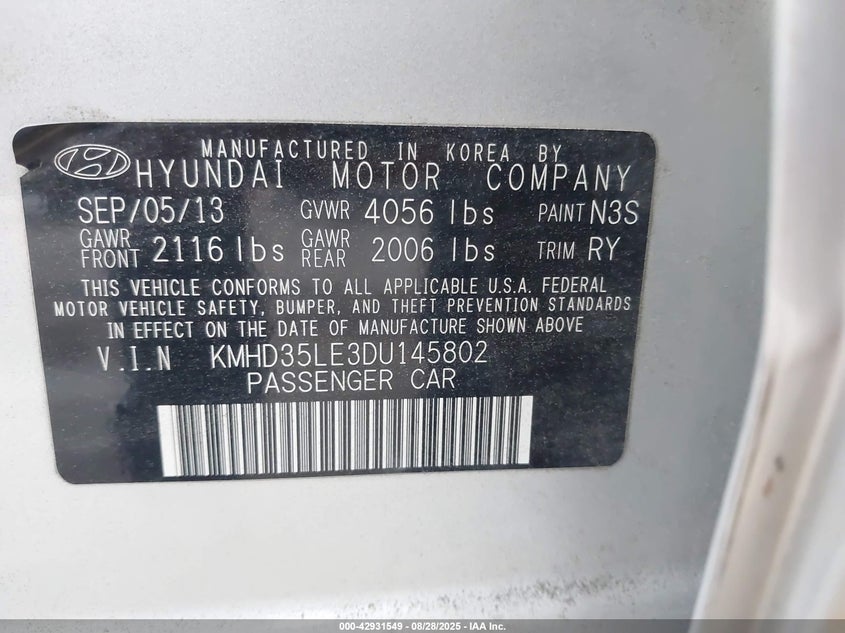 MANUFACTURED IN KOREA BY
HYUNDAI MOTOR COMPANY
SEP/05/13 GVWR 4056 lbs PAINT N3S
GAWR FRONT 2116 lbs GAWR REAR 2006 lbs TRIM RY
THIS VEHICLE CONFORMS TO ALL APPLICABLE U.S.A. FEDERAL
MOTOR VEHICLE SAFETY, BUMPER, AND THEFT PREVENTION STANDARDS
IN EFFECT ON THE DATE OF MANUFACTURE SHOWN ABOVE
V.I.N KMHD35LE3DU145802
PASSENGER CAR
000-42931549 - 08/28/2025 - IAA Inc.